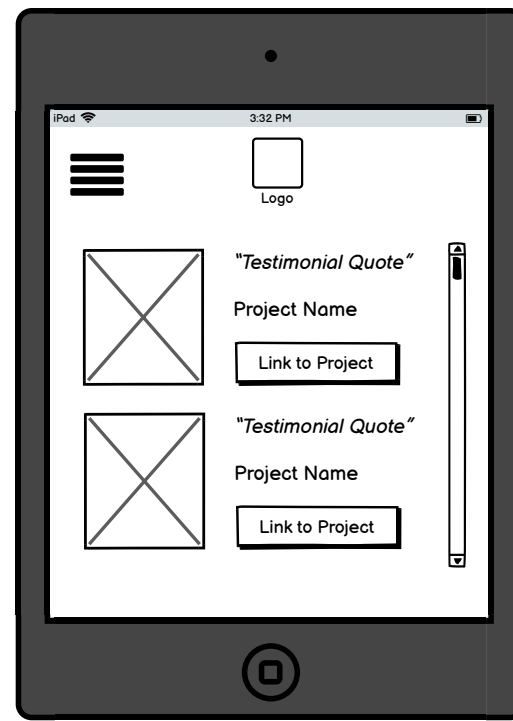 iPad 3:32 PM
Logo
"Testimonial Quote"
Project Name
Link to Project
"Testimonial Quote"
Project Name
Link to Project